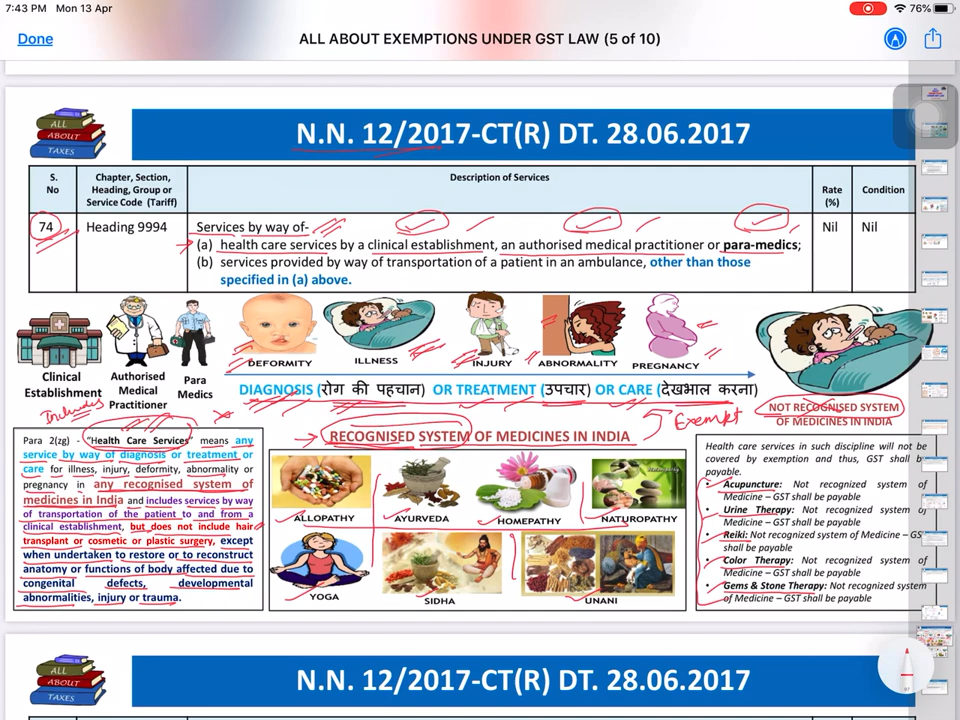 7:43 PM Mon 13 Apr
76%
Done
ALL ABOUT EXEMPTIONS UNDER GST LAW (5 of 10)
ALL
ABOUT
TAXES
N.N. 12/2017-CT(R) DT. 28.06.2017
S. No
Chapter, Section, Heading, Group or Service Code (Tariff)
Description of Services
Rate (%)
Condition
74
Heading 9994
Services by way of-
(a) health care services by a clinical establishment, an authorised medical practitioner or para-medics;
(b) services provided by way of transportation of a patient in an ambulance, other than those
specified in (a) above.
Nil
Nil
Clinical
Establishment
Authorised
Medical
Practitioner
Para
Medics
DEFORMITY
ILLNESS
INJURY
ABNORMALITY
PREGNANCY
DIAGNOSIS (रोग की पहचान) OR TREATMENT (उपचार) OR CARE (देखभाल करना)
NOT RECOGNISED SYSTEM
OF MEDICINES IN INDIA
Includes
Exempt
RECOGNISED SYSTEM OF MEDICINES IN INDIA
Para 2(zg) - "Health Care Services" means any
service by way of diagnosis or treatment or
care for illness, injury, deformity, abnormality or
pregnancy in any recognised system of
medicines in India and includes services by way
of transportation of the patient to and from a
clinical establishment, but does not include hair
transplant or cosmetic or plastic surgery, except
when undertaken to restore or to reconstruct
anatomy or functions of body affected due to
congenital defects, developmental
abnormalities, injury or trauma.
ALLOPATHY
AYURVEDA
HOMEPATHY
NATUROPATHY
YOGA
SIDHA
UNANI
Health care services in such discipline will not be
covered by exemption and thus, GST shall be
payable.
• Acupuncture: Not recognized system of
Medicine – GST shall be payable
• Urine Therapy: Not recognized system of
Medicine – GST shall be payable
• Reiki: Not recognized system of Medicine – GS
shall be payable
• Color Therapy: Not recognized system of
Medicine – GST shall be payable
• Gems & Stone Therapy: Not recognized system
of Medicine – GST shall be payable
ALL
ABOUT
TAXES
N.N. 12/2017-CT(R) DT. 28.06.2017